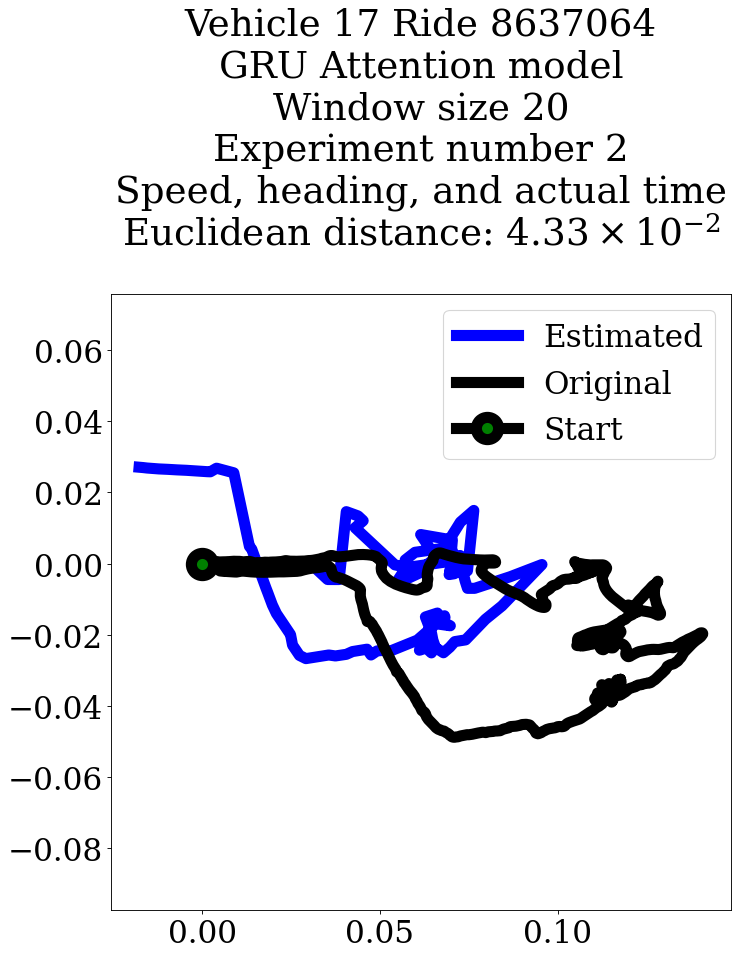 Vehicle 17 Ride 8637064
GRU Attention model
Window size 20
Experiment number 2
Speed, heading, and actual time
Euclidean distance: 4.33 × 10⁻²
Estimated
Original
Start
0.06
0.04
0.02
0.00
−0.02
−0.04
−0.06
−0.08
0.00 0.05 0.10